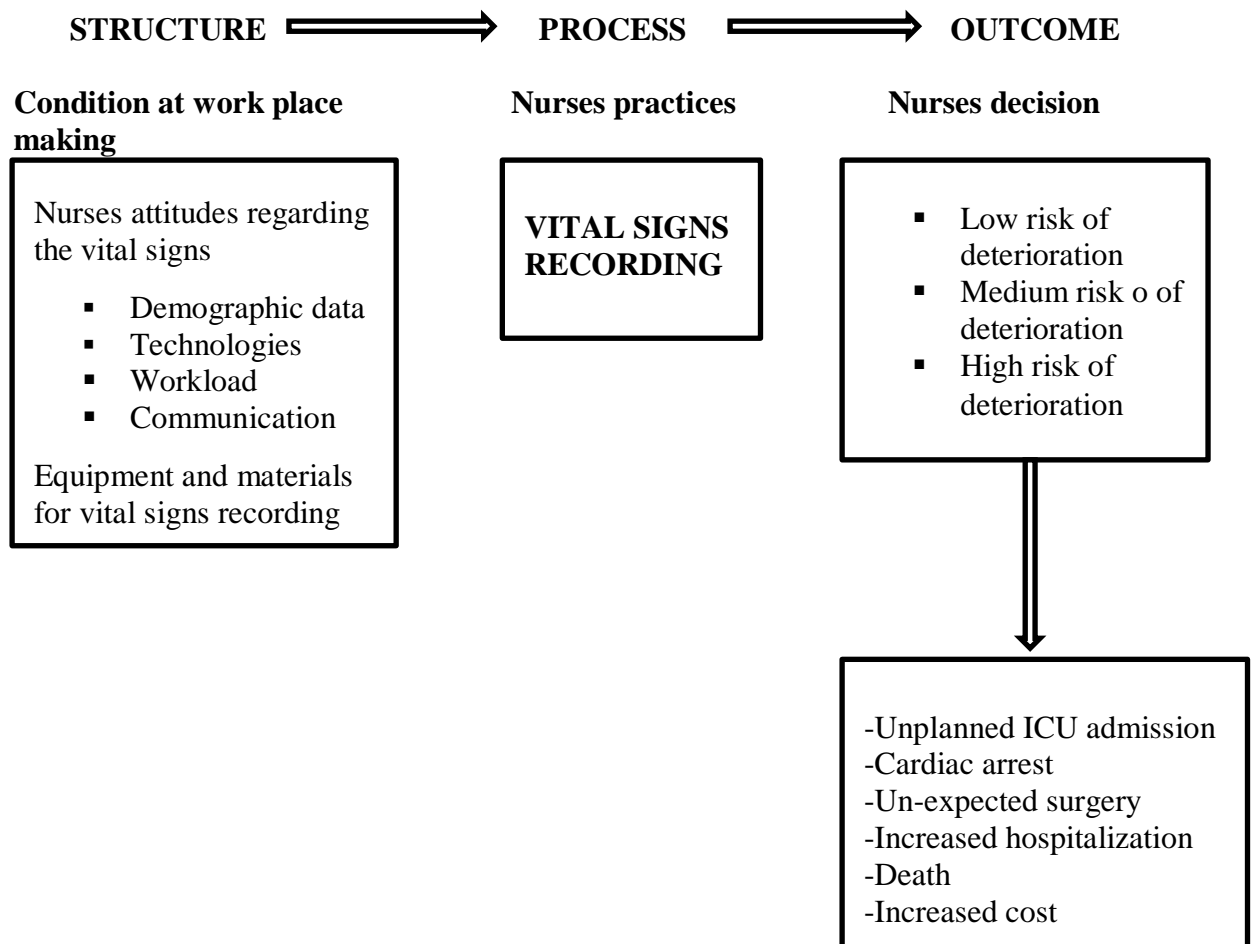 STRUCTURE PROCESS OUTCOME
Condition at work place Nurses practices Nurses decision
making
Nurses attitudes regarding
the vital signs
▪ Demographic data
▪ Technologies
▪ Workload
▪ Communication
Equipment and materials
for vital signs recording
VITAL SIGNS
RECORDING
▪ Low risk of
deterioration
▪ Medium risk o of
deterioration
▪ High risk of
deterioration
-Unplanned ICU admission
-Cardiac arrest
-Un-expected surgery
-Increased hospitalization
-Death
-Increased cost